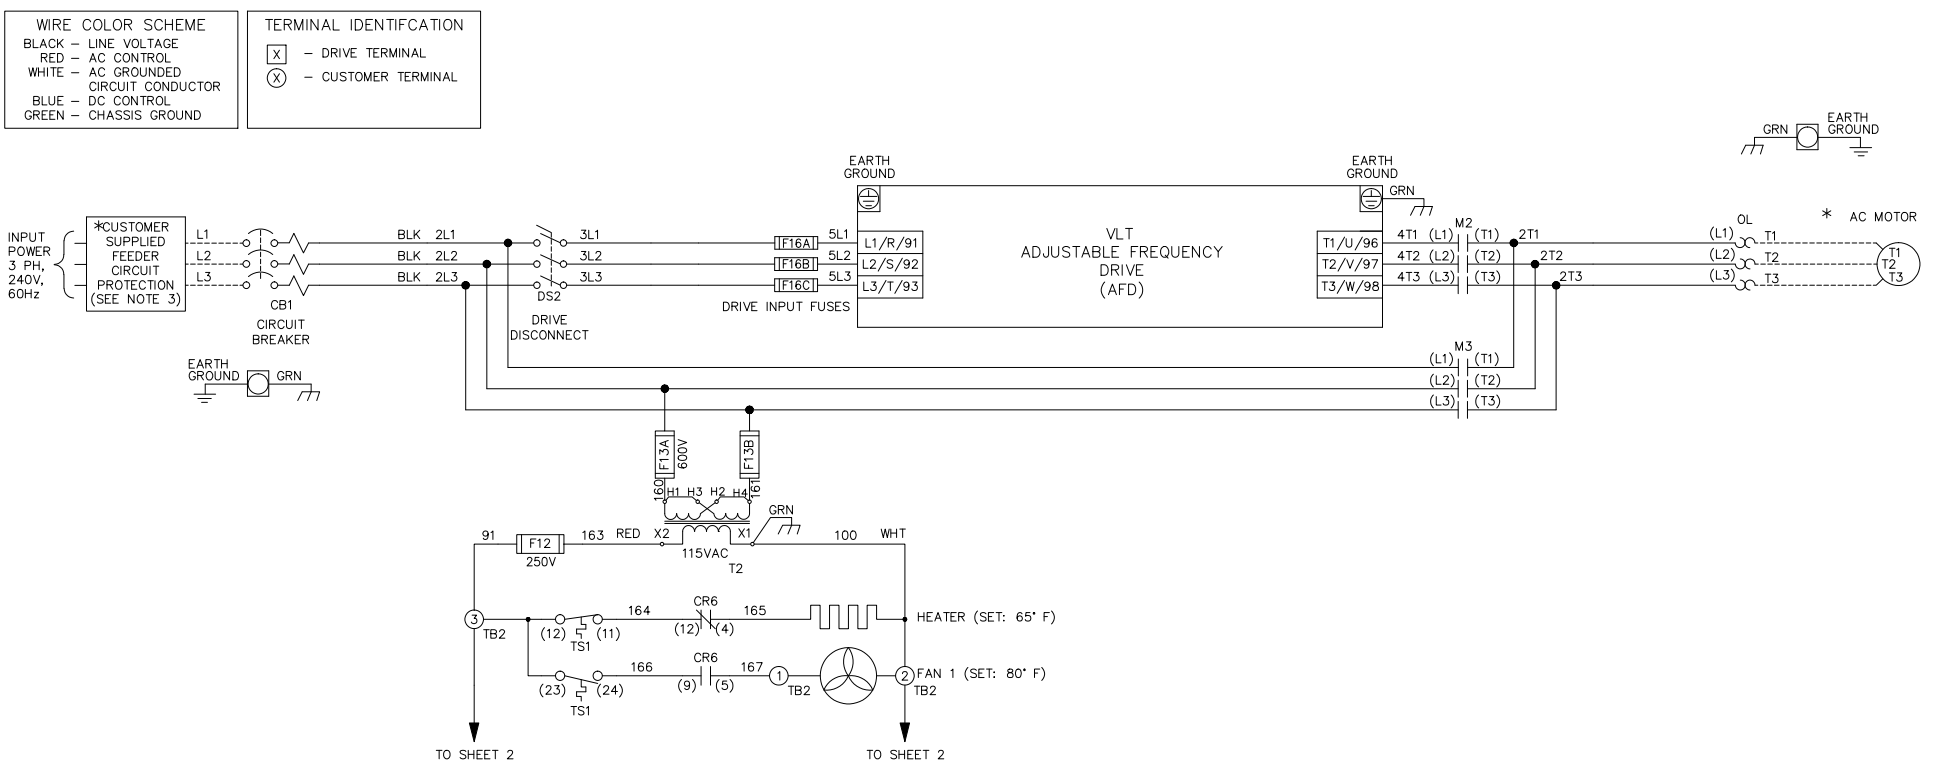 WIRE COLOR SCHEME
BLACK – LINE VOLTAGE
RED – AC CONTROL
WHITE – AC GROUNDED
CIRCUIT CONDUCTOR
BLUE – DC CONTROL
GREEN – CHASSIS GROUND
TERMINAL IDENTIFCATION
X – DRIVE TERMINAL
X – CUSTOMER TERMINAL
GRN
EARTH
GROUND
INPUT
POWER
3 PH,
240V,
60Hz
*CUSTOMER
SUPPLIED
FEEDER
CIRCUIT
PROTECTION
(SEE NOTE 3)
L1
L2
L3
CB1
CIRCUIT
BREAKER
BLK 2L1
BLK 2L2
BLK 2L3
DS2
DRIVE
DISCONNECT
3L1
3L2
3L3
F16A
F16B
F16C
DRIVE INPUT FUSES
5L1
5L2
5L3
EARTH
GROUND
L1/R/91
L2/S/92
L3/T/93
VLT
ADJUSTABLE FREQUENCY
DRIVE
(AFD)
EARTH
GROUND
GRN
T1/U/96
T2/V/97
T3/W/98
M2
4T1 (L1) (T1) 2T1
4T2 (L2) (T2) 2T2
4T3 (L3) (T3) 2T3
OL
(L1) T1
(L2) T2
(L3) T3
* AC MOTOR
T1
T2
T3
M3
(L1) (T1)
(L2) (T2)
(L3) (T3)
EARTH
GROUND
GRN
F13A
600V
F13B
160
161
H1 H3 H2 H4
GRN
91
F12
250V
163 RED X2
X1
115VAC
T2
100 WHT
3
TB2
(12) (11)
TS1
164
CR6
(12) (4)
165
HEATER (SET: 65° F)
(23) (24)
TS1
166
CR6
(9) (5)
167
1
TB2
2
TB2
FAN 1 (SET: 80° F)
TO SHEET 2
TO SHEET 2